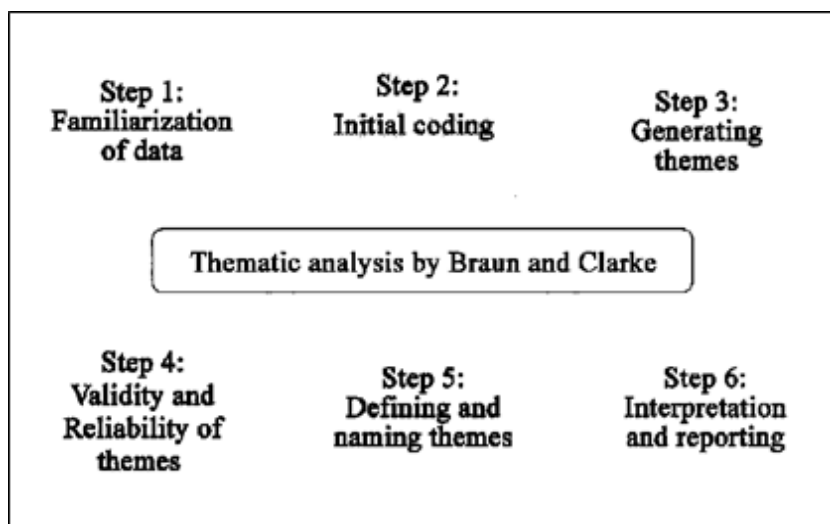 Step 1:
Familiarization
of data
Step 2:
Initial coding
Step 3:
Generating
themes
Thematic analysis by Braun and Clarke
Step 4:
Validity and
Reliability of
themes
Step 5:
Defining and
naming themes
Step 6:
Interpretation
and reporting